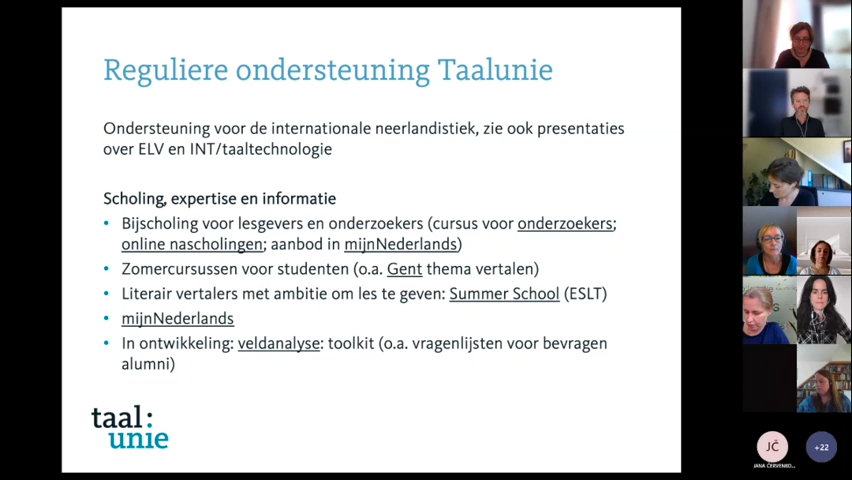 Reguliere ondersteuning Taalunie
Ondersteuning voor de internationale neerlandistiek, zie ook presentaties
over ELV en INT/taaltechnologie
Scholing, expertise en informatie
• Bijscholing voor lesgevers en onderzoekers (cursus voor onderzoekers;
online nascholingen; aanbod in mijnNederlands)
• Zomercursussen voor studenten (o.a. Gent thema vertalen)
• Literair vertalers met ambitie om les te geven: Summer School (ESLT)
• mijnNederlands
• In ontwikkeling: veldanalyse: toolkit (o.a. vragenlijsten voor bevragen
alumni)
taal:
unie
JČ
+22
JANA ČERVENKO...